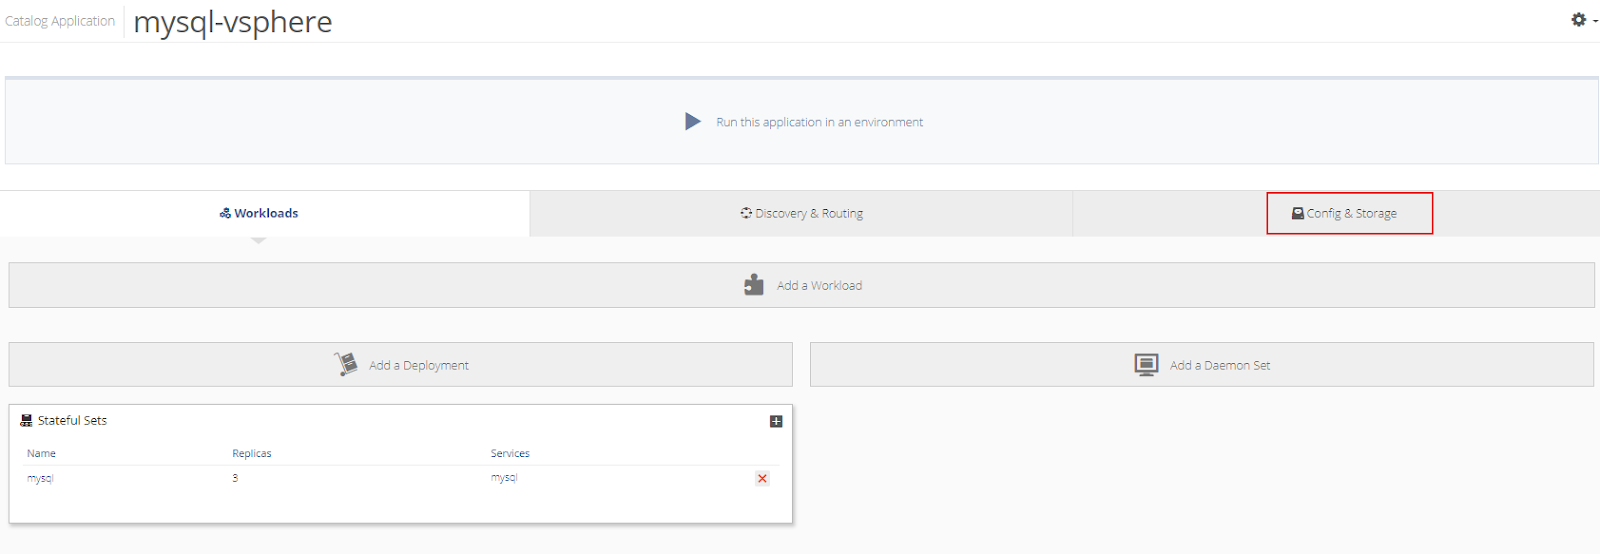 Catalog Application mysql-vsphere
Run this application in an environment
Workloads Discovery & Routing Config & Storage
Add a Workload
Add a Deployment Add a Daemon Set
Stateful Sets
Name Replicas Services
mysql 3 mysql